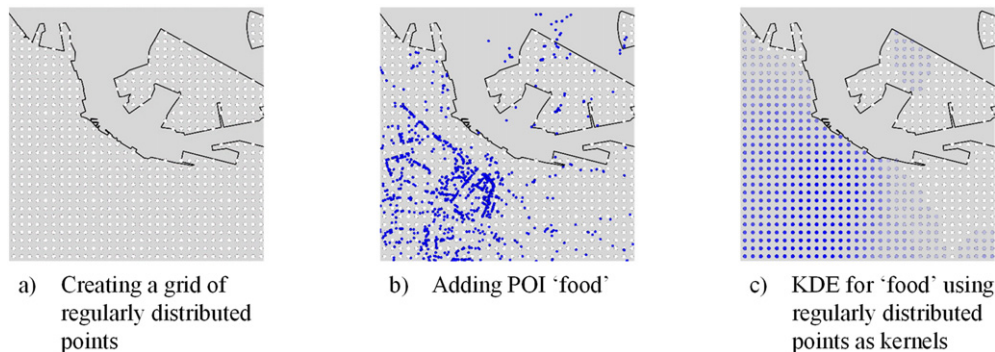 a) Creating a grid of
regularly distributed
points
b) Adding POI ‘food’
c) KDE for ‘food’ using
regularly distributed
points as kernels